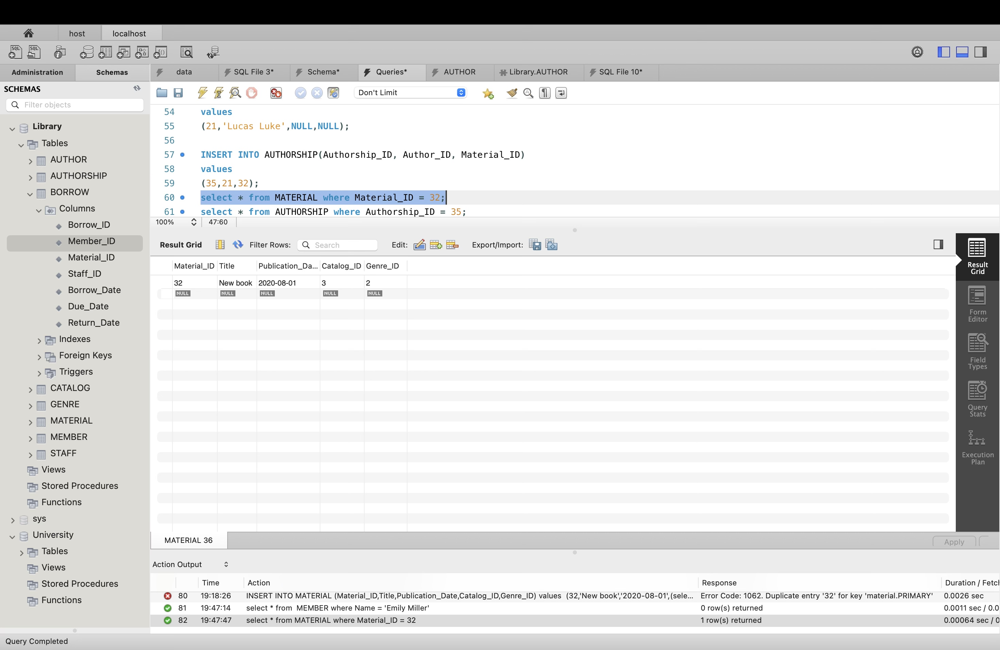 host
localhost
Administration
Schemas
data
SQL File 3*
Schema*
Queries*
AUTHOR
Library.AUTHOR
SQL File 10*
SCHEMAS
Filter objects
Don't Limit
Library
Tables
AUTHOR
AUTHORSHIP
BORROW
Columns
Borrow_ID
Member_ID
Material_ID
Staff_ID
Borrow_Date
Due_Date
Return_Date
Indexes
Foreign Keys
Triggers
CATALOG
GENRE
MATERIAL
MEMBER
STAFF
Views
Stored Procedures
Functions
sys
University
Tables
Views
Stored Procedures
Functions
54 values
55 (21,'Lucas Luke',NULL,NULL);
56
57 INSERT INTO AUTHORSHIP(Authorship_ID, Author_ID, Material_ID)
58 values
59 (35,21,32);
60 select * from MATERIAL where Material_ID = 32;
61 select * from AUTHORSHIP where Authorship_ID = 35;
100% 47:60
Result Grid Filter Rows: Search Edit: Export/Import:
Material_ID Title Publication_Da... Catalog_ID Genre_ID
32 New book 2020-08-01 3 2
NULL NULL NULL NULL NULL
Result
Grid
Form
Editor
Field
Types
Query
Stats
Execution
Plan
MATERIAL 36
Apply
Action Output
Time Action Response Duration / Fetch
80 19:18:26 INSERT INTO MATERIAL (Material_ID,Title,Publication_Date,Catalog_ID,Genre_ID) values (32,'New book','2020-08-01',(sele... Error Code: 1062. Duplicate entry '32' for key 'material.PRIMARY' 0.0026 sec
81 19:47:14 select * from MEMBER where Name = 'Emily Miller' 0 row(s) returned 0.0011 sec / 0.0
82 19:47:47 select * from MATERIAL where Material_ID = 32 1 row(s) returned 0.00064 sec / 0
Query Completed